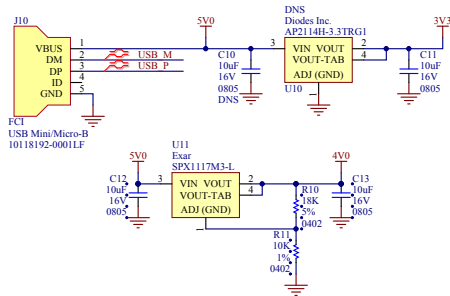 J10
VBUS 1
DM 2 USB_M
DP 3 USB_P
ID 4
GND 5
FCI
USB Mini/Micro-B
10118192-0001LF
5V0
C10
10uF
16V
0805
DNS
DNS
Diodes Inc.
AP2114H-3.3TRG1
3 VIN VOUT 2
VOUT-TAB 4
ADJ (GND)
1
U10
3V3
C11
10uF
16V
0805
U11
Exar
SPX1117M3-L
5V0
C12
10uF
16V
0805
3 VIN VOUT 2
VOUT-TAB 4
ADJ (GND)
1
R10
18K
5%
0402
R11
10K
1%
0402
4V0
C13
10uF
16V
0805